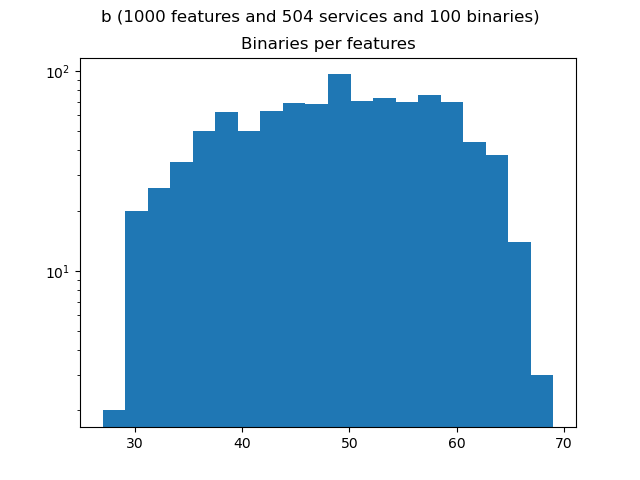 b (1000 features and 504 services and 100 binaries)
Binaries per features
10²
10¹
30 40 50 60 70